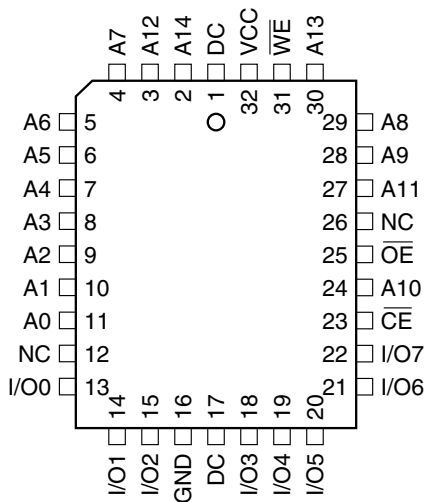 A7 A12 A14 DC VCC W̅E̅ A13
4 3 2 1 32 31 30
A6 5 29 A8
A5 6 28 A9
A4 7 27 A11
A3 8 26 NC
A2 9 25 O̅E̅
A1 10 24 A10
A0 11 23 C̅E̅
NC 12 22 I/O7
I/O0 13 21 I/O6
14 15 16 17 18 19 20
I/O1 I/O2 GND DC I/O3 I/O4 I/O5